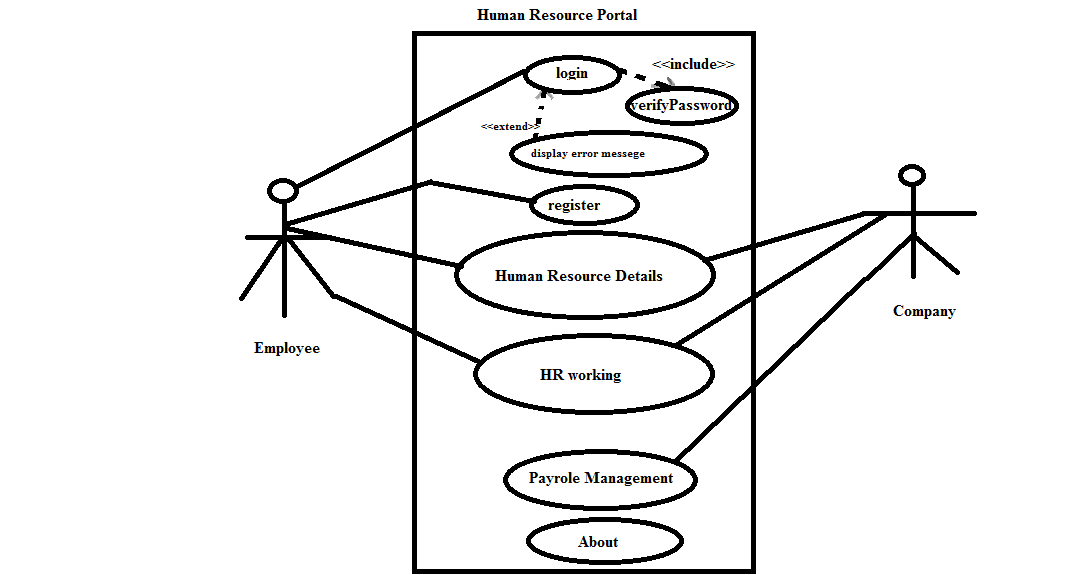 Human Resource Portal
login
<<include>>
verifyPassword
<<extend>>
display error messege
register
Human Resource Details
Company
Employee
HR working
Payrole Management
About